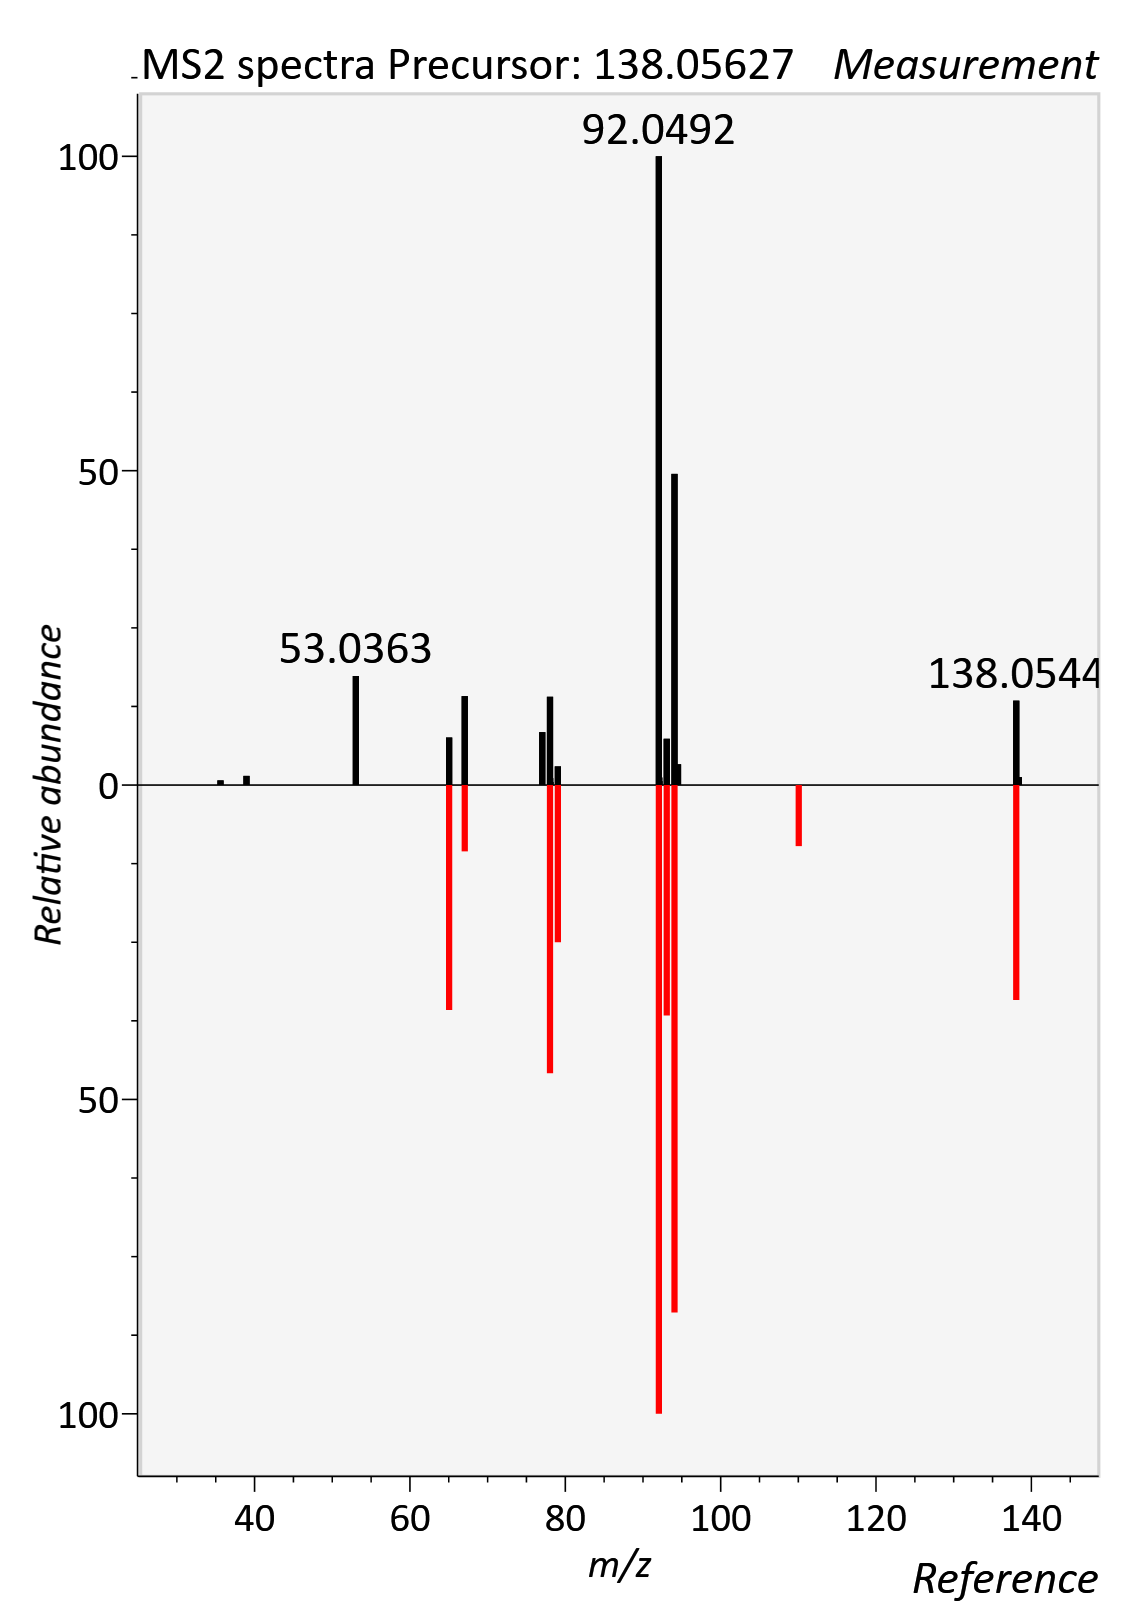 MS2 spectra Precursor: 138.05627 Measurement
92.0492
100
50
53.0363
138.0544
0
Relative abundance
50
100
40 60 80 100 120 140
m/z
Reference